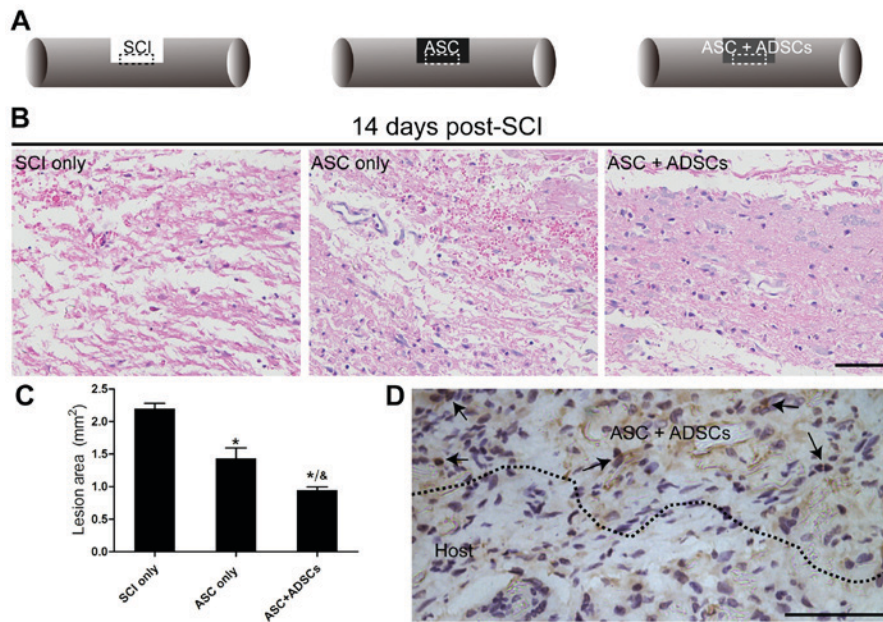 A
SCI
ASC
ASC + ADSCs
B
14 days post-SCI
SCI only
ASC only
ASC + ADSCs
C
Lesion area (mm²)
2.5
2.0
1.5
1.0
0.5
0.0
*
*/&
SCI only
ASC only
ASC+ADSCs
D
ASC + ADSCs
Host